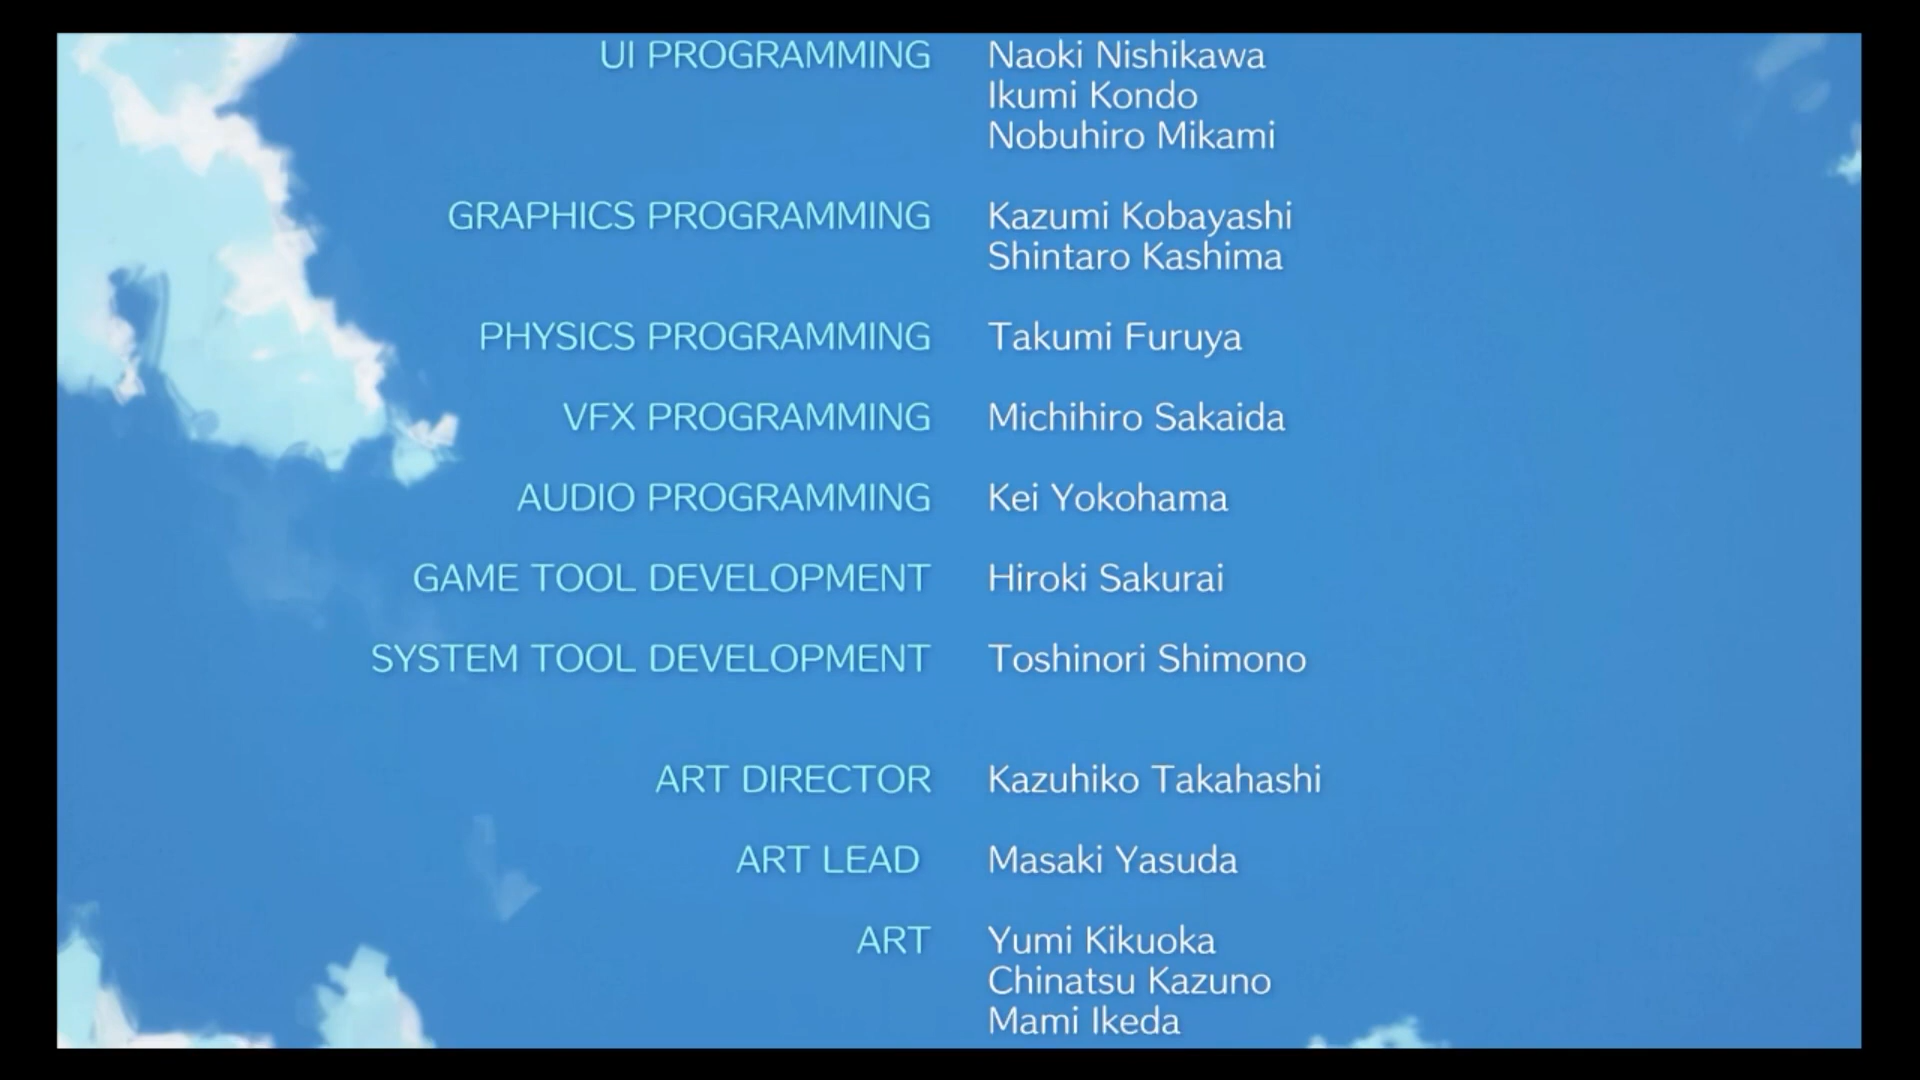 UI PROGRAMMING Naoki Nishikawa
Ikumi Kondo
Nobuhiro Mikami
GRAPHICS PROGRAMMING Kazumi Kobayashi
Shintaro Kashima
PHYSICS PROGRAMMING Takumi Furuya
VFX PROGRAMMING Michihiro Sakaida
AUDIO PROGRAMMING Kei Yokohama
GAME TOOL DEVELOPMENT Hiroki Sakurai
SYSTEM TOOL DEVELOPMENT Toshinori Shimono
ART DIRECTOR Kazuhiko Takahashi
ART LEAD Masaki Yasuda
ART Yumi Kikuoka
Chinatsu Kazuno
Mami Ikeda